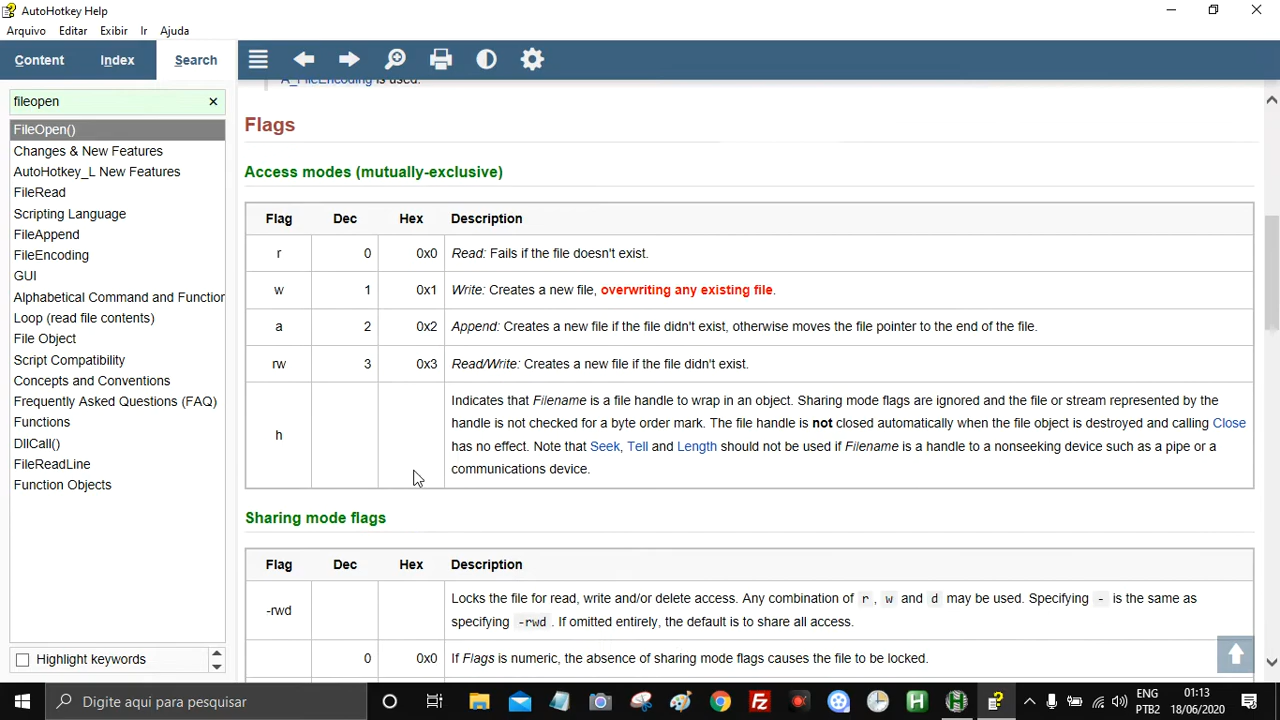 AutoHotkey Help
Arquivo Editar Exibir Ir Ajuda
Content Index Search
fileopen
FileOpen()
Changes & New Features
AutoHotkey_L New Features
FileRead
Scripting Language
FileAppend
FileEncoding
GUI
Alphabetical Command and Function
Loop (read file contents)
File Object
Script Compatibility
Concepts and Conventions
Frequently Asked Questions (FAQ)
Functions
DllCall()
FileReadLine
Function Objects
Highlight keywords
A_FileEncoding is used.
Flags
Access modes (mutually-exclusive)
Flag Dec Hex Description
r 0 0x0 Read: Fails if the file doesn't exist.
w 1 0x1 Write: Creates a new file, overwriting any existing file.
a 2 0x2 Append: Creates a new file if the file didn't exist, otherwise moves the file pointer to the end of the file.
rw 3 0x3 Read/Write: Creates a new file if the file didn't exist.
h
Indicates that Filename is a file handle to wrap in an object. Sharing mode flags are ignored and the file or stream represented by the
handle is not checked for a byte order mark. The file handle is not closed automatically when the file object is destroyed and calling Close
has no effect. Note that Seek, Tell and Length should not be used if Filename is a handle to a nonseeking device such as a pipe or a
communications device.
Sharing mode flags
Flag Dec Hex Description
-rwd
Locks the file for read, write and/or delete access. Any combination of r, w and d may be used. Specifying - is the same as
specifying -rwd. If omitted entirely, the default is to share all access.
0 0x0 If Flags is numeric, the absence of sharing mode flags causes the file to be locked.
Digite aqui para pesquisar
ENG
PTB2
01:13
18/06/2020